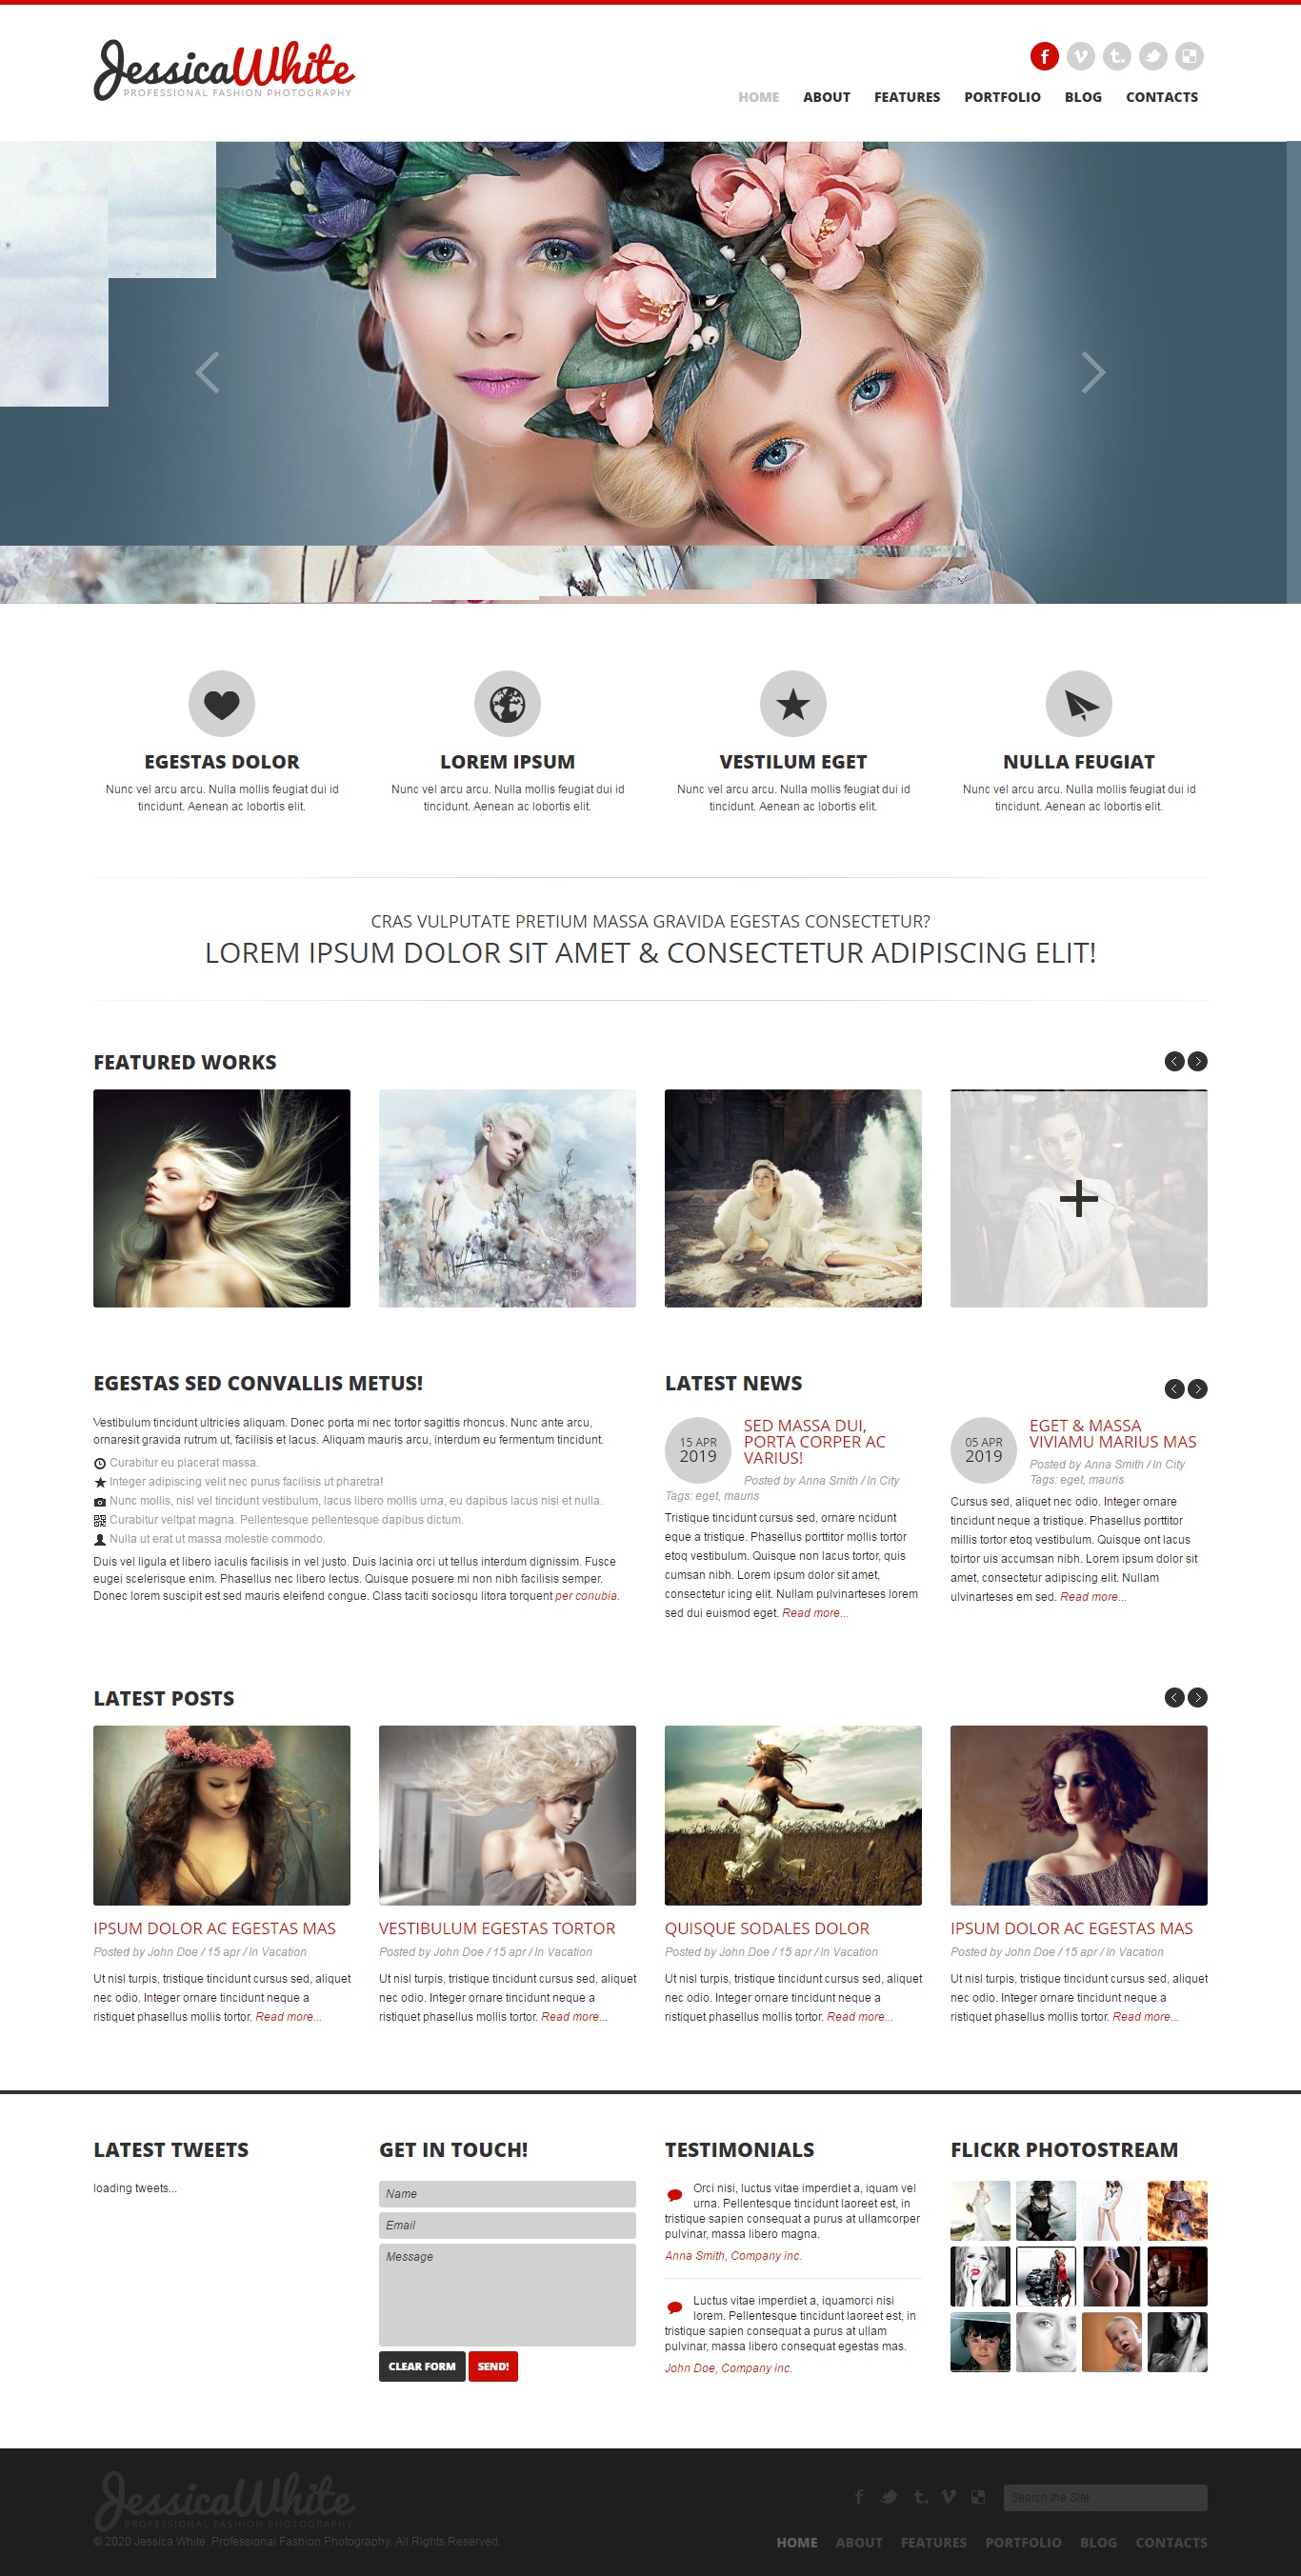 JessicaWhite
PROFESSIONAL FASHION PHOTOGRAPHY
HOME ABOUT FEATURES PORTFOLIO BLOG CONTACTS
EGESTAS DOLOR
Nunc vel arcu arcu. Nulla mollis feugiat dui id
tincidunt. Aenean ac lobortis elit.
LOREM IPSUM
Nunc vel arcu arcu. Nulla mollis feugiat dui id
tincidunt. Aenean ac lobortis elit.
VESTILUM EGET
Nunc vel arcu arcu. Nulla mollis feugiat dui id
tincidunt. Aenean ac lobortis elit.
NULLA FEUGIAT
Nunc vel arcu arcu. Nulla mollis feugiat dui id
tincidunt. Aenean ac lobortis elit.
CRAS VULPUTATE PRETIUM MASSA GRAVIDA EGESTAS CONSECTETUR?
LOREM IPSUM DOLOR SIT AMET & CONSECTETUR ADIPISCING ELIT!
FEATURED WORKS
EGESTAS SED CONVALLIS METUS!
Vestibulum tincidunt ultricies aliquam. Donec porta mi nec tortor sagittis rhoncus. Nunc ante arcu,
ornaresit gravida rutrum ut, facilisis et lacus. Aliquam mauris arcu, interdum eu fermentum tincidunt.
Curabitur eu placerat massa.
Integer adipiscing velit nec purus facilisis ut pharetra!
Nunc mollis, nisl vel tincidunt vestibulum, lacus libero mollis urna, eu dapibus lacus nisi et nulla.
Curabitur veltpat magna. Pellentesque pellentesque dapibus dictum.
Nulla ut erat ut massa molestie commodo.
Duis vel ligula et libero iaculis facilisis in vel justo. Duis lacinia orci ut tellus interdum dignissim. Fusce
eugei scelerisque enim. Phasellus nec libero lectus. Quisque posuere mi non nibh facilisis semper.
Donec lorem suscipit est sed mauris eleifend congue. Class taciti sociosqu litora torquent per conubia.
LATEST NEWS
15 APR
2019
SED MASSA DUI,
PORTA CORPER AC
VARIUS!
Posted by Anna Smith / In City
Tags: eget, mauris
Tristique tincidunt cursus sed, ornare ncidunt
eque a tristique. Phasellus porttitor mollis tortor
etoq vestibulum. Quisque non lacus tortor, quis
cumsan nibh. Lorem ipsum dolor sit amet,
consectetur icing elit. Nullam pulvinarteses lorem
sed dui euismod eget. Read more...
05 APR
2019
EGET & MASSA
VIVIAMU MARIUS MAS
Posted by Anna Smith / In City
Tags: eget, mauris
Cursus sed, aliquet nec odio. Integer ornare
tincidunt neque a tristique. Phasellus porttitor
millis tortor etoq vestibulum. Quisque ont lacus
toirtor uis accumsan nibh. Lorem ipsum dolor sit
amet, consectetur adipiscing elit. Nullam
ulvinarteses em sed. Read more...
LATEST POSTS
IPSUM DOLOR AC EGESTAS MAS
Posted by John Doe / 15 apr / In Vacation
Ut nisl turpis, tristique tincidunt cursus sed, aliquet
nec odio. Integer ornare tincidunt neque a
ristiquet phasellus mollis tortor. Read more...
VESTIBULUM EGESTAS TORTOR
Posted by John Doe / 15 apr / In Vacation
Ut nisl turpis, tristique tincidunt cursus sed, aliquet
nec odio. Integer ornare tincidunt neque a
ristiquet phasellus mollis tortor. Read more...
QUISQUE SODALES DOLOR
Posted by John Doe / 15 apr / In Vacation
Ut nisl turpis, tristique tincidunt cursus sed, aliquet
nec odio. Integer ornare tincidunt neque a
ristiquet phasellus mollis tortor. Read more...
IPSUM DOLOR AC EGESTAS MAS
Posted by John Doe / 15 apr / In Vacation
Ut nisl turpis, tristique tincidunt cursus sed, aliquet
nec odio. Integer ornare tincidunt neque a
ristiquet phasellus mollis tortor. Read more...
LATEST TWEETS
loading tweets...
GET IN TOUCH!
Name
Email
Message
CLEAR FORM SEND!
TESTIMONIALS
Orci nisi, luctus vitae imperdiet a, iquam vel
urna. Pellentesque tincidunt laoreet est, in
tristique sapien consequat a purus at ullamcorper
pulvinar, massa libero magna.
Anna Smith, Company inc.
Luctus vitae imperdiet a, iquamorci nisi
lorem. Pellentesque tincidunt laoreet est, in
tristique sapien consequat a purus at ullam
pulvinar, massa libero consequat egestas mas.
John Doe, Company inc.
FLICKR PHOTOSTREAM
JessicaWhite
PROFESSIONAL FASHION PHOTOGRAPHY
© 2020 Jessica White. Professional Fashion Photography. All Rights Reserved.
Search the Site
HOME ABOUT FEATURES PORTFOLIO BLOG CONTACTS